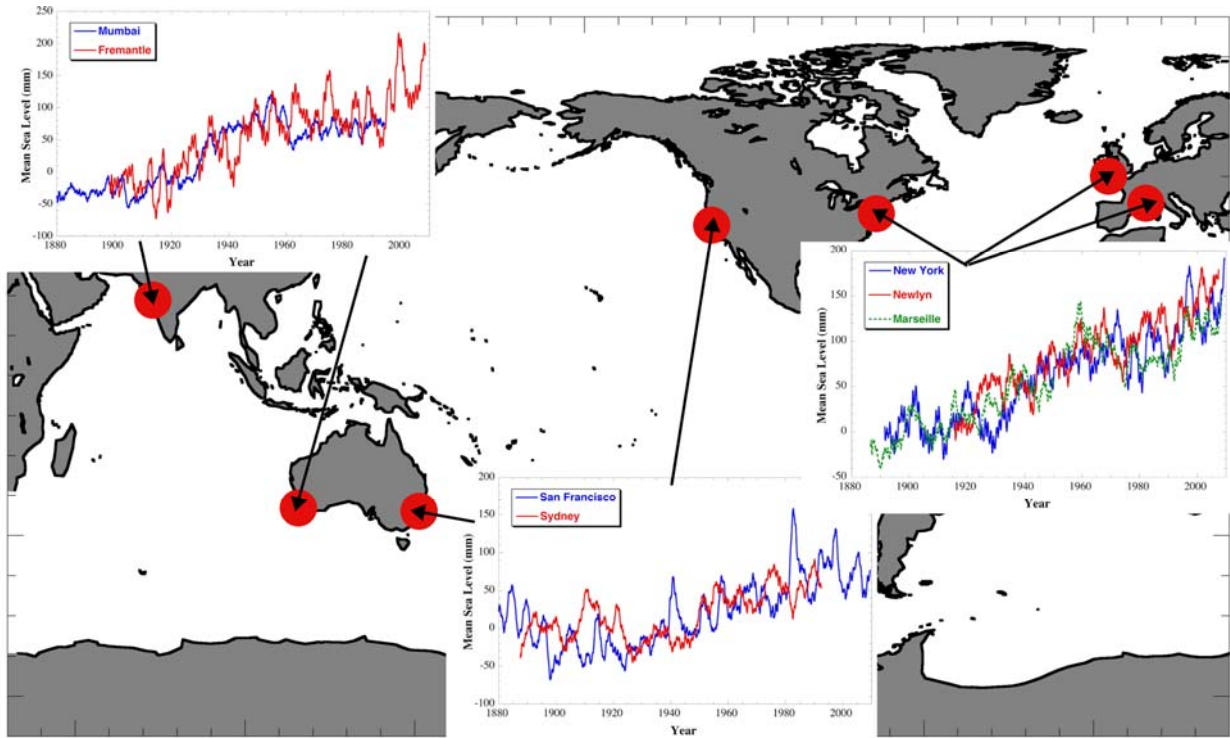 250
200
150
100
50
0
-50
-100
Mean Sea Level (mm)
Mumbai
Fremantle
1880 1900 1920 1940 1960 1980 2000
Year
200
150
100
50
0
-50
Mean Sea Level (mm)
New York
Newlyn
Marseille
1880 1900 1920 1940 1960 1980 2000
Year
200
150
100
50
0
50
-100
Mean Sea Level (mm)
San Francisco
Sydney
1880 1900 1920 1940 1960 1980 2000
Year